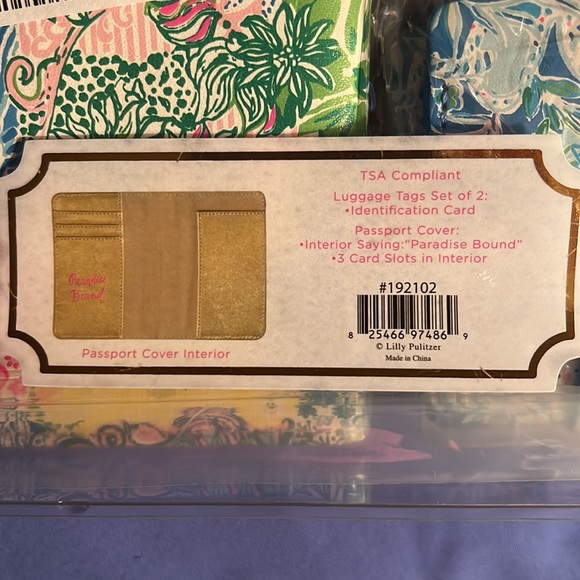 TSA Compliant
Luggage Tags Set of 2:
•Identification Card
Passport Cover:
•Interior Saying:"Paradise Bound"
•3 Card Slots in Interior
#192102
8 25466 97486 9
© Lilly Pulitzer
Made in China
Paradise
Bound
Passport Cover Interior